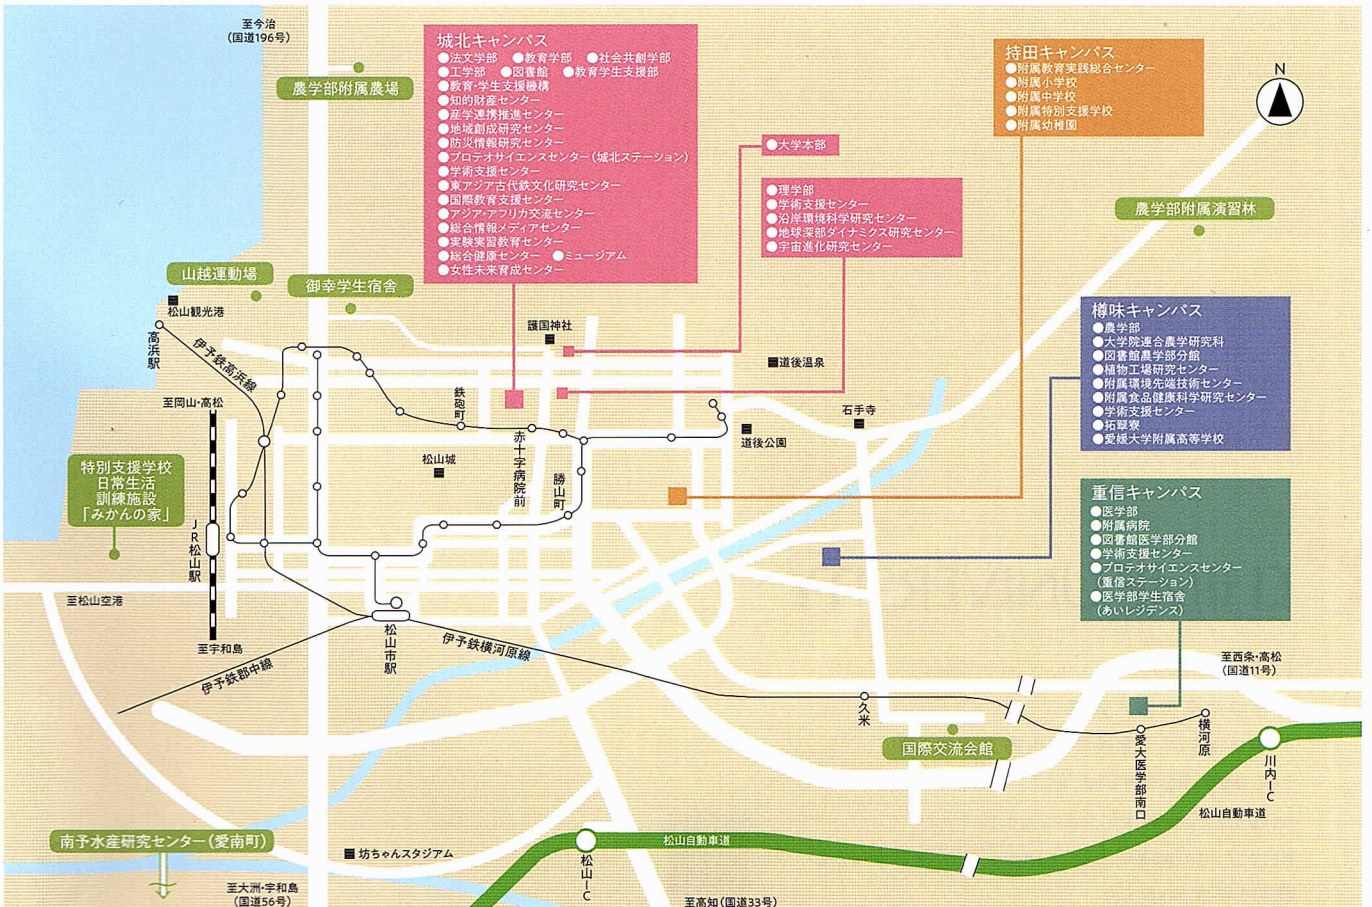 至今治
(国道196号)
農学部附属農場
城北キャンパス
●法文学部 ●教育学部 ●社会共創学部
●工学部 ●図書館 ●教育学生支援部
●教育・学生支援機構
●知的財産センター
●産学連携推進センター
●地域創成研究センター
●防災情報研究センター
●プロテオサイエンスセンター(城北ステーション)
●学術支援センター
●東アジア古代鉄文化研究センター
●国際教育支援センター
●アジア・アフリカ交流センター
●総合情報メディアセンター
●実験実習教育センター
●総合健康センター ●ミュージアム
●女性未来育成センター
●大学本部
●理学部
●学術支援センター
●沿岸環境科学研究センター
●地球深部ダイナミクス研究センター
●宇宙進化研究センター
持田キャンパス
●附属教育実践総合センター
●附属小学校
●附属中学校
●附属特別支援学校
●附属幼稚園
N
農学部附属演習林
山越運動場
御幸学生宿舎
松山観光港
高浜駅
伊予鉄高浜線
護国神社
道後温泉
樽味キャンパス
●農学部
●大学院連合農学研究科
●図書館農学部分館
●植物工場研究センター
●附属環境先端技術センター
●附属食品健康科学研究センター
●学術支援センター
●拓翠寮
●愛媛大学附属高等学校
至岡山・高松
鉄砲町
赤十字病院前
勝山町
松山城
道後公園
石手寺
特別支援学校
日常生活
訓練施設
「みかんの家」
JR松山駅
重信キャンパス
●医学部
●附属病院
●図書館医学部分館
●学術支援センター
●プロテオサイエンスセンター
(重信ステーション)
●医学部学生宿舎
(あいレジデンス)
至松山空港
至宇和島
伊予鉄郡中線
松山市駅
伊予鉄横河原線
至西条・高松
(国道11号)
久米
国際交流会館
愛大医学部南口
横河原
川内IC
松山自動車道
南予水産研究センター(愛南町)
坊ちゃんスタジアム
松山IC
松山自動車道
至大洲・宇和島
(国道56号)
至高知(国道33号)